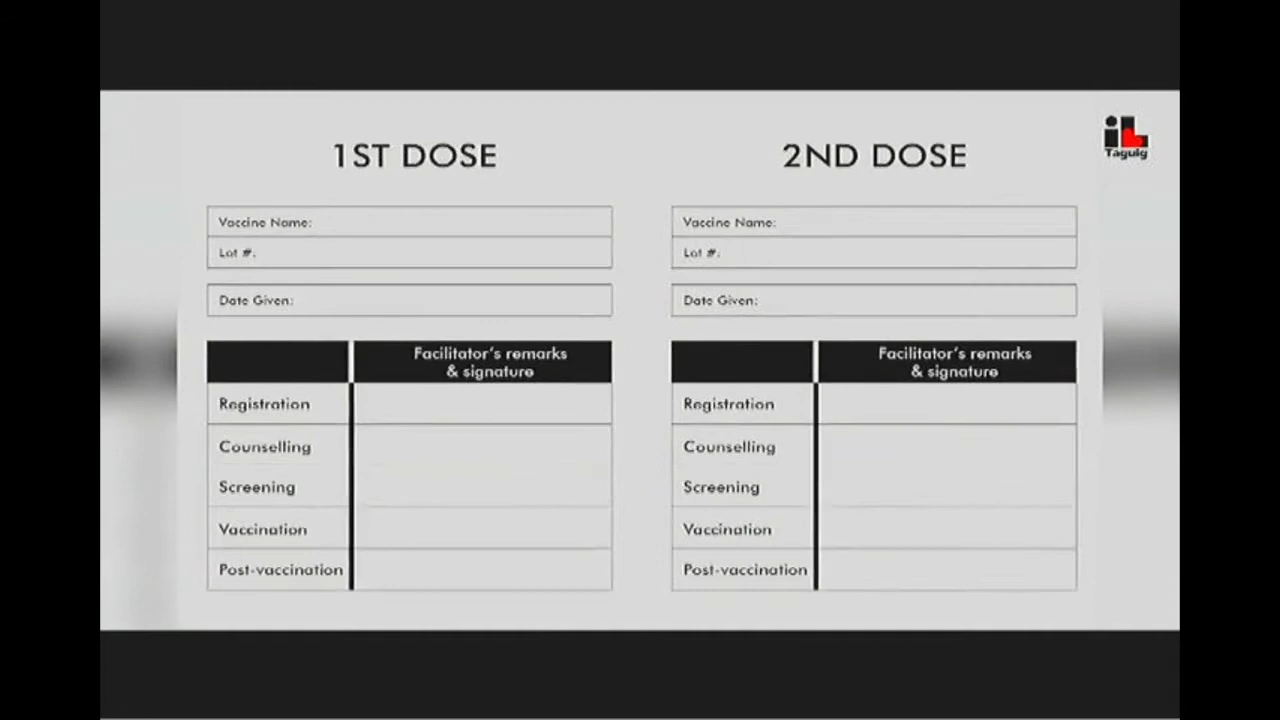 1ST DOSE
Vaccine Name:
Lot #:
Date Given:
Facilitator's remarks
& signature
Registration
Counselling
Screening
Vaccination
Post-vaccination
2ND DOSE
Vaccine Name:
Lot #:
Date Given:
Facilitator's remarks
& signature
Registration
Counselling
Screening
Vaccination
Post-vaccination
iL
Taguig